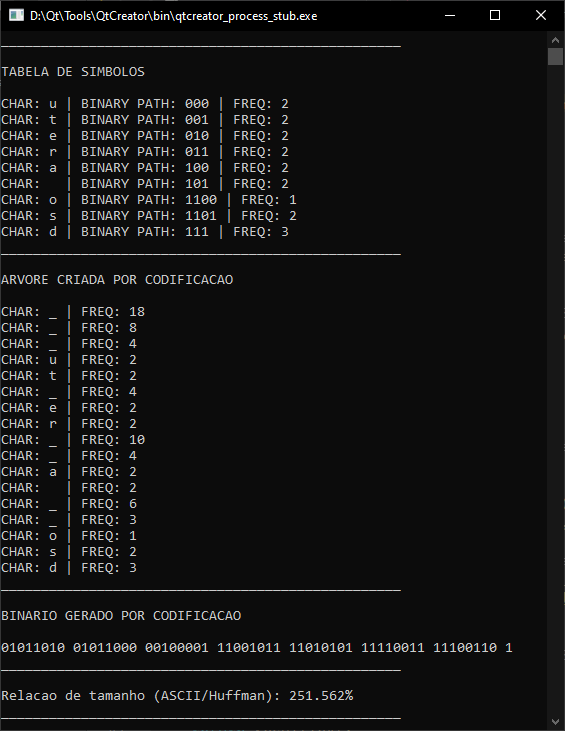 D:\Qt\Tools\QtCreator\bin\qtcreator_process_stub.exe
__________________________________________________
TABELA DE SIMBOLOS
CHAR: u | BINARY PATH: 000 | FREQ: 2
CHAR: t | BINARY PATH: 001 | FREQ: 2
CHAR: e | BINARY PATH: 010 | FREQ: 2
CHAR: r | BINARY PATH: 011 | FREQ: 2
CHAR: a | BINARY PATH: 100 | FREQ: 2
CHAR:   | BINARY PATH: 101 | FREQ: 2
CHAR: o | BINARY PATH: 1100 | FREQ: 1
CHAR: s | BINARY PATH: 1101 | FREQ: 2
CHAR: d | BINARY PATH: 111 | FREQ: 3
__________________________________________________
ARVORE CRIADA POR CODIFICACAO
CHAR: _ | FREQ: 18
CHAR: _ | FREQ: 8
CHAR: _ | FREQ: 4
CHAR: u | FREQ: 2
CHAR: t | FREQ: 2
CHAR: _ | FREQ: 4
CHAR: e | FREQ: 2
CHAR: r | FREQ: 2
CHAR: _ | FREQ: 10
CHAR: _ | FREQ: 4
CHAR: a | FREQ: 2
CHAR:   | FREQ: 2
CHAR: _ | FREQ: 6
CHAR: _ | FREQ: 3
CHAR: o | FREQ: 1
CHAR: s | FREQ: 2
CHAR: d | FREQ: 3
__________________________________________________
BINARIO GERADO POR CODIFICACAO
01011010 01011000 00100001 11001011 11010101 11110011 11100110 1
__________________________________________________
Relacao de tamanho (ASCII/Huffman): 251.562%
__________________________________________________